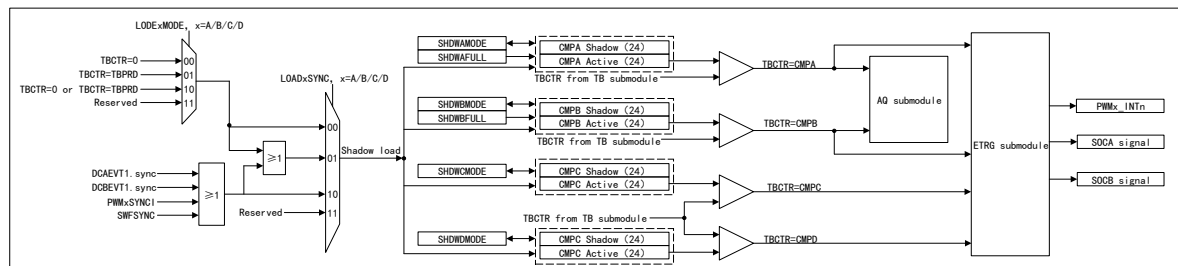 LODExMODE, x=A/B/C/D
TBCTR=0
00
TBCTR=TBPRD
01
TBCTR=0 or TBCTR=TBPRD
10
Reserved
11
LOADxSYNC, x=A/B/C/D
00
≥1
01
Shadow load
DCAEVT1.sync
DCBEVT1.sync
PWMxSYNCI
SWFSYNC
≥1
10
Reserved
11
SHDWAMODE
SHDWAFULL
CMPA Shadow (24)
CMPA Active (24)
TBCTR from TB submodule
TBCTR=CMPA
SHDWBMODE
SHDWBFULL
CMPB Shadow (24)
CMPB Active (24)
TBCTR from TB submodule
TBCTR=CMPB
SHDWCMODE
CMPC Shadow (24)
CMPC Active (24)
TBCTR=CMPC
TBCTR from TB submodule
SHDWDMODE
CMPC Shadow (24)
CMPC Active (24)
TBCTR=CMPD
AQ submodule
ETRG submodule
PWMx_INTn
SOCA signal
SOCB signal